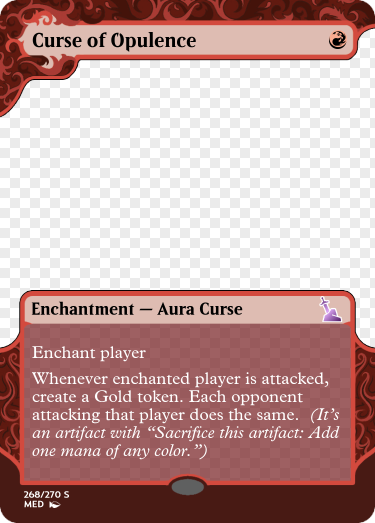 Curse of Opulence
Enchantment — Aura Curse
Enchant player
Whenever enchanted player is attacked,
create a Gold token. Each opponent
attacking that player does the same. (It’s
an artifact with “Sacrifice this artifact: Add
one mana of any color.”)
268/270 S
MED